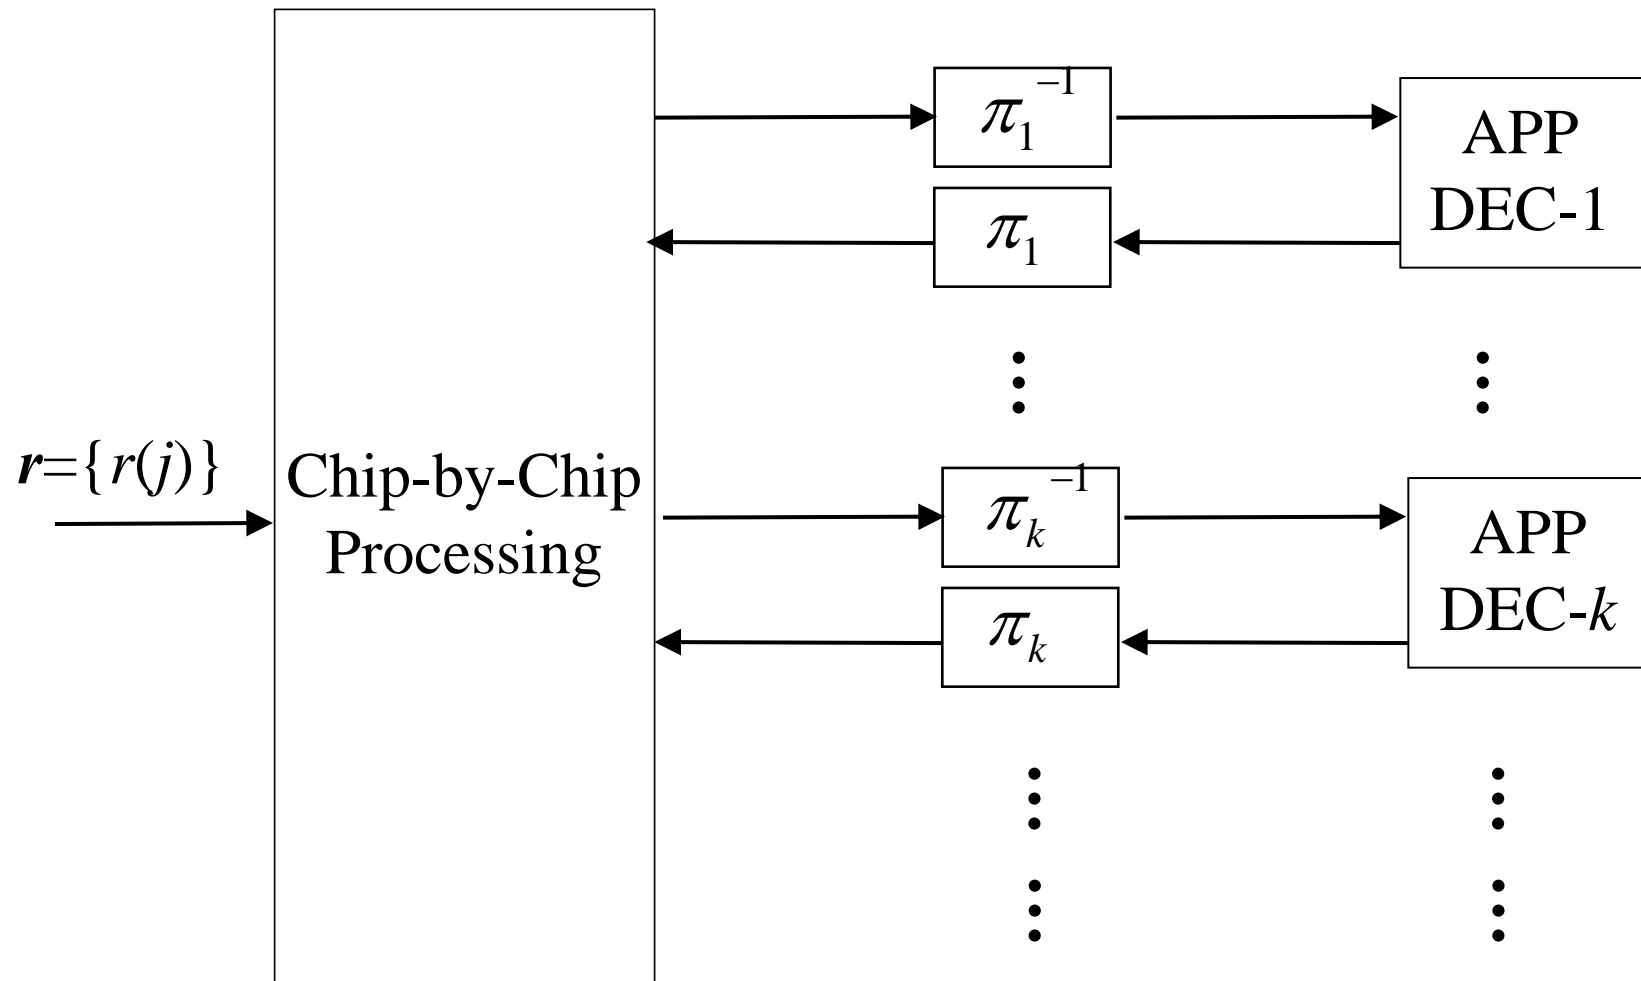 π₁⁻¹
APP
DEC-1
π₁
r={r(j)}
Chip-by-Chip
Processing
πₖ⁻¹
APP
DEC-k
πₖ